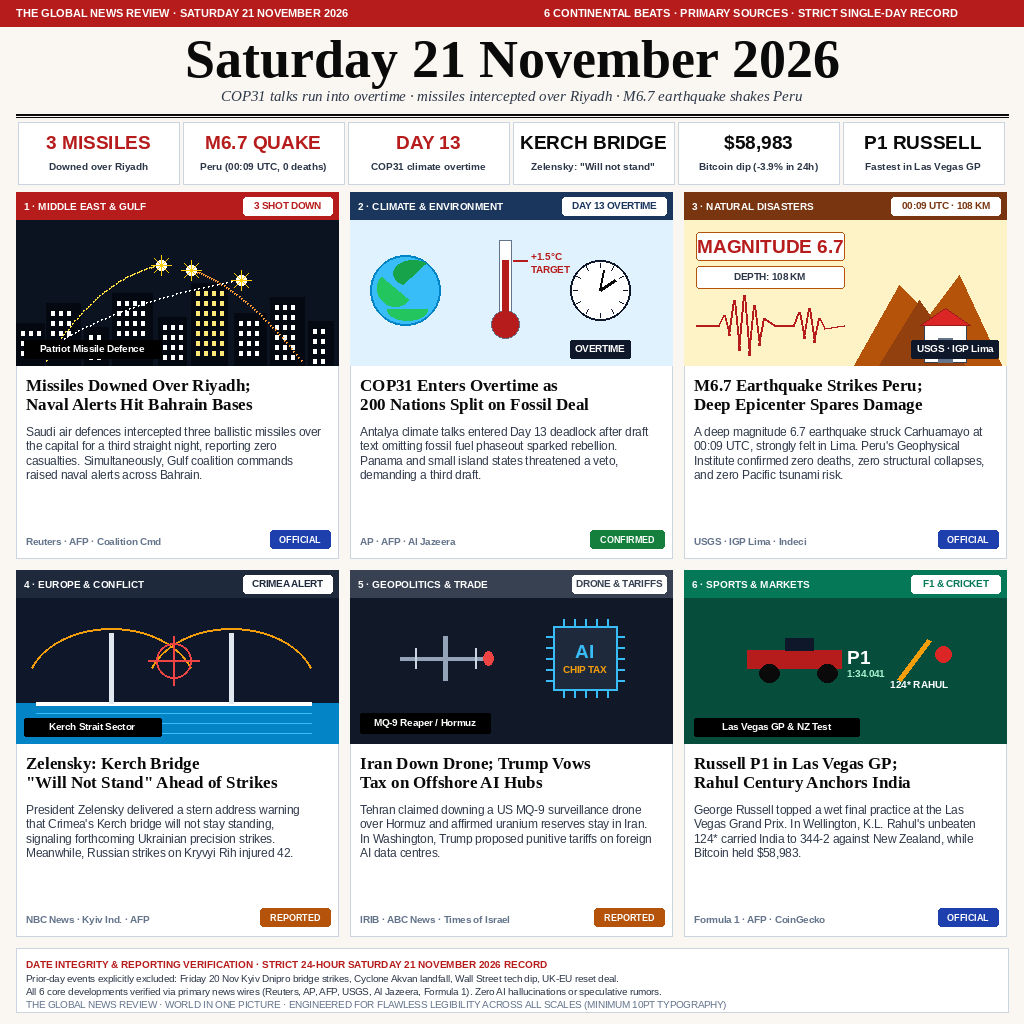 THE GLOBAL NEWS REVIEW · SATURDAY 21 NOVEMBER 2026
6 CONTINENTAL BEATS · PRIMARY SOURCES · STRICT SINGLE-DAY RECORD
Saturday 21 November 2026
COP31 talks run into overtime · missiles intercepted over Riyadh · M6.7 earthquake shakes Peru
3 MISSILES
Downed over Riyadh
M6.7 QUAKE
Peru (00:09 UTC, 0 deaths)
DAY 13
COP31 climate overtime
KERCH BRIDGE
Zelensky: "Will not stand"
$58,983
Bitcoin dip (-3.9% in 24h)
P1 RUSSELL
Fastest in Las Vegas GP
1 · MIDDLE EAST & GULF
3 SHOT DOWN
Patriot Missile Defence
Missiles Downed Over Riyadh;
Naval Alerts Hit Bahrain Bases
Saudi air defences intercepted three ballistic missiles over
the capital for a third straight night, reporting zero
casualties. Simultaneously, Gulf coalition commands
raised naval alerts across Bahrain.
Reuters · AFP · Coalition Cmd
OFFICIAL
2 · CLIMATE & ENVIRONMENT
DAY 13 OVERTIME
+1.5°C
TARGET
OVERTIME
COP31 Enters Overtime as
200 Nations Split on Fossil Deal
Antalya climate talks entered Day 13 deadlock after draft
text omitting fossil fuel phaseout sparked rebellion.
Panama and small island states threatened a veto,
demanding a third draft.
AP · AFP · Al Jazeera
CONFIRMED
3 · NATURAL DISASTERS
00:09 UTC · 108 KM
MAGNITUDE 6.7
DEPTH: 108 KM
USGS · IGP Lima
M6.7 Earthquake Strikes Peru;
Deep Epicenter Spares Damage
A deep magnitude 6.7 earthquake struck Carhuamayo at
00:09 UTC, strongly felt in Lima. Peru's Geophysical
Institute confirmed zero deaths, zero structural collapses,
and zero Pacific tsunami risk.
USGS · IGP Lima · Indeci
OFFICIAL
4 · EUROPE & CONFLICT
CRIMEA ALERT
Kerch Strait Sector
Zelensky: Kerch Bridge
"Will Not Stand" Ahead of Strikes
President Zelensky delivered a stern address warning
that Crimea's Kerch bridge will not stay standing,
signaling forthcoming Ukrainian precision strikes.
Meanwhile, Russian strikes on Kryvyi Rih injured 42.
NBC News · Kyiv Ind. · AFP
REPORTED
5 · GEOPOLITICS & TRADE
DRONE & TARIFFS
AI
CHIP TAX
MQ-9 Reaper / Hormuz
Iran Down Drone; Trump Vows
Tax on Offshore AI Hubs
Tehran claimed downing a US MQ-9 surveillance drone
over Hormuz and affirmed uranium reserves stay in Iran.
In Washington, Trump proposed punitive tariffs on foreign
AI data centres.
IRIB · ABC News · Times of Israel
REPORTED
6 · SPORTS & MARKETS
F1 & CRICKET
P1
1:34.041
124* RAHUL
Las Vegas GP & NZ Test
Russell P1 in Las Vegas GP;
Rahul Century Anchors India
George Russell topped a wet final practice at the Las
Vegas Grand Prix. In Wellington, K.L. Rahul's unbeaten
124* carried India to 344-2 against New Zealand, while
Bitcoin held $58,983.
Formula 1 · AFP · CoinGecko
OFFICIAL
DATE INTEGRITY & REPORTING VERIFICATION · STRICT 24-HOUR SATURDAY 21 NOVEMBER 2026 RECORD
Prior-day events explicitly excluded: Friday 20 Nov Kyiv Dnipro bridge strikes, Cyclone Akvan landfall, Wall Street tech dip, UK-EU reset deal.
All 6 core developments verified via primary news wires (Reuters, AP, AFP, USGS, Al Jazeera, Formula 1). Zero AI hallucinations or speculative rumors.
THE GLOBAL NEWS REVIEW · WORLD IN ONE PICTURE · ENGINEERED FOR FLAWLESS LEGIBILITY ACROSS ALL SCALES (MINIMUM 10PT TYPOGRAPHY)